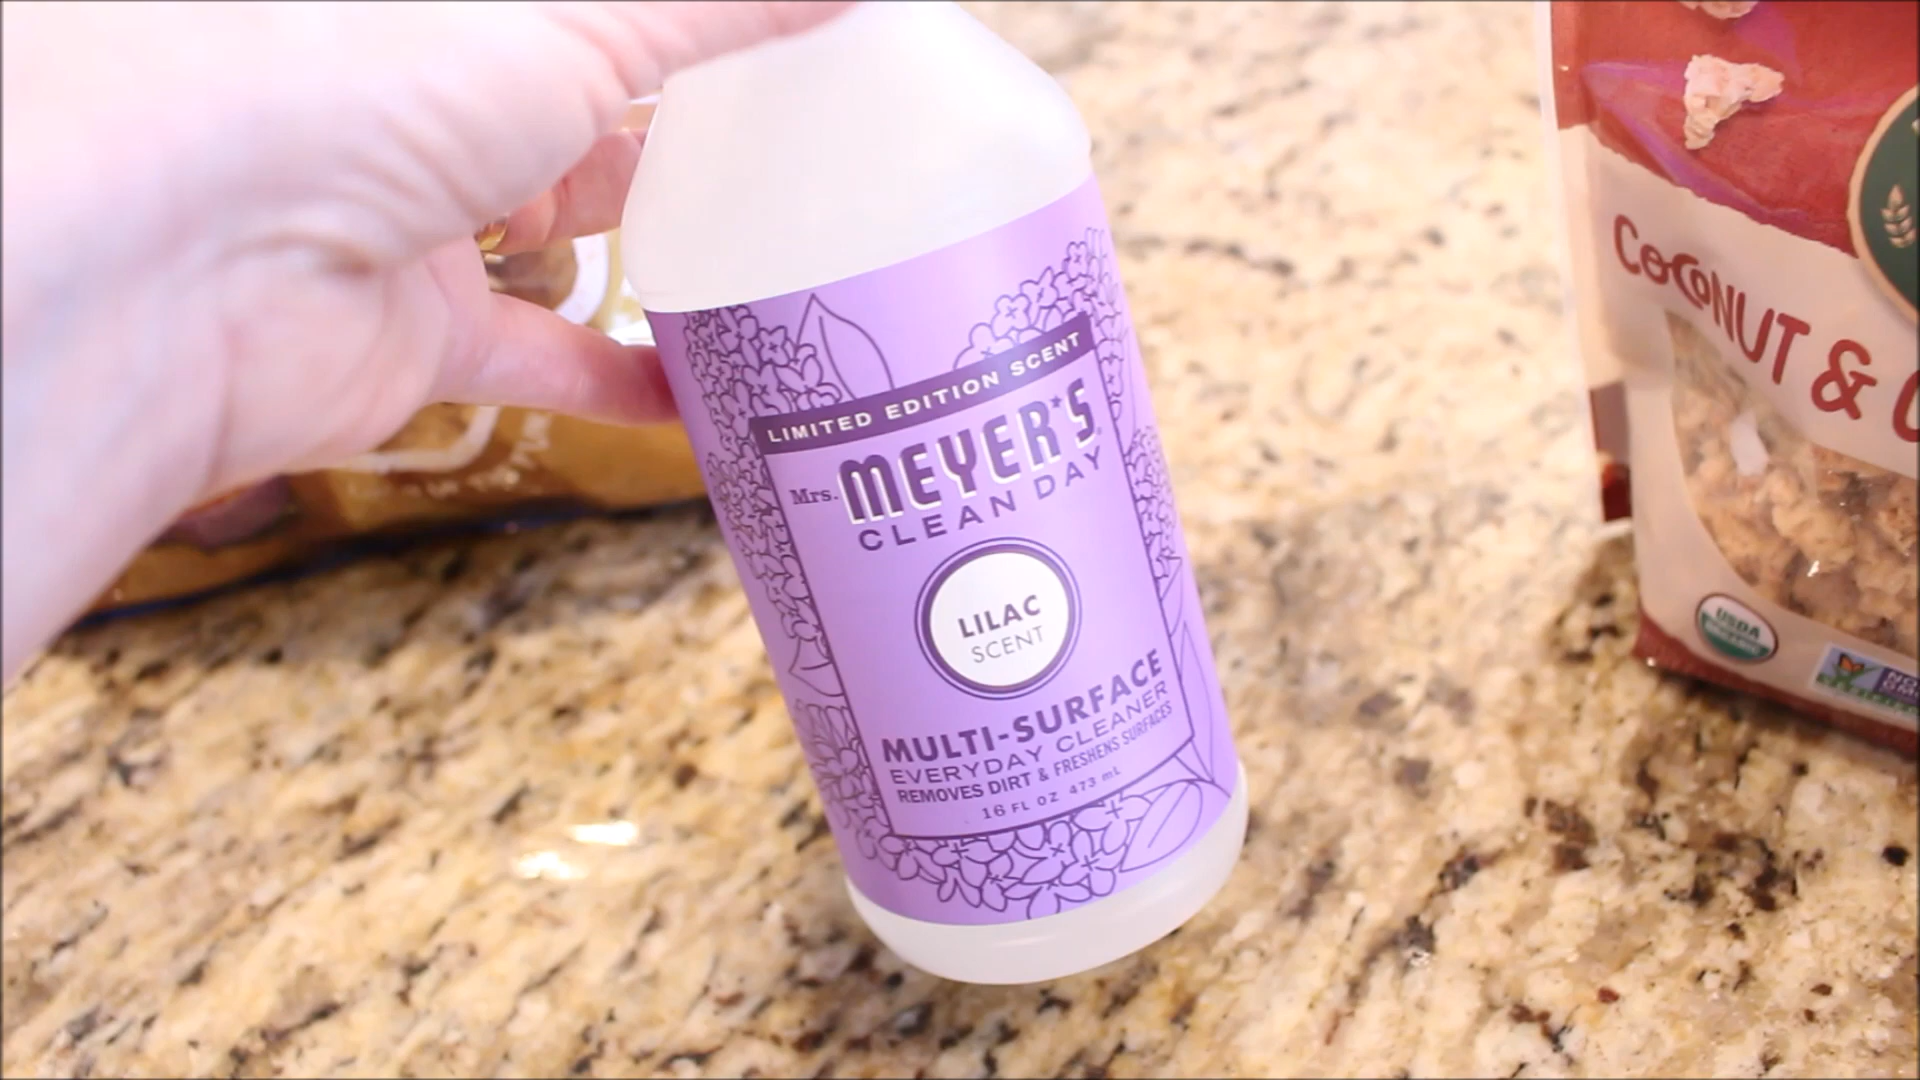 LIMITED EDITION SCENT
Mrs. MEYER'S
CLEAN DAY
LILAC
SCENT
MULTI-SURFACE
EVERYDAY CLEANER
REMOVES DIRT & FRESHENS SURFACES
16 FL OZ 473 mL
COCONUT &
USDA
ORGANIC